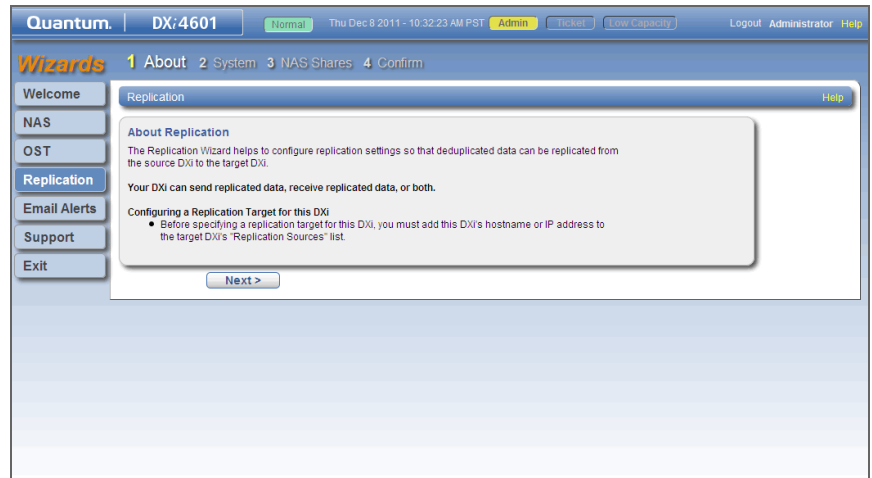 Quantum. DXi4601 Normal Thu Dec 8 2011 - 10:32:23 AM PST Admin Ticket Low Capacity Logout Administrator Help
Wizards 1 About 2 System 3 NAS Shares 4 Confirm
Welcome
NAS
OST
Replication
Email Alerts
Support
Exit
Replication Help
About Replication
The Replication Wizard helps to configure replication settings so that deduplicated data can be replicated from
the source DXi to the target DXi.
Your DXi can send replicated data, receive replicated data, or both.
Configuring a Replication Target for this DXi
• Before specifying a replication target for this DXi, you must add this DXi's hostname or IP address to
the target DXi's "Replication Sources" list.
Next >